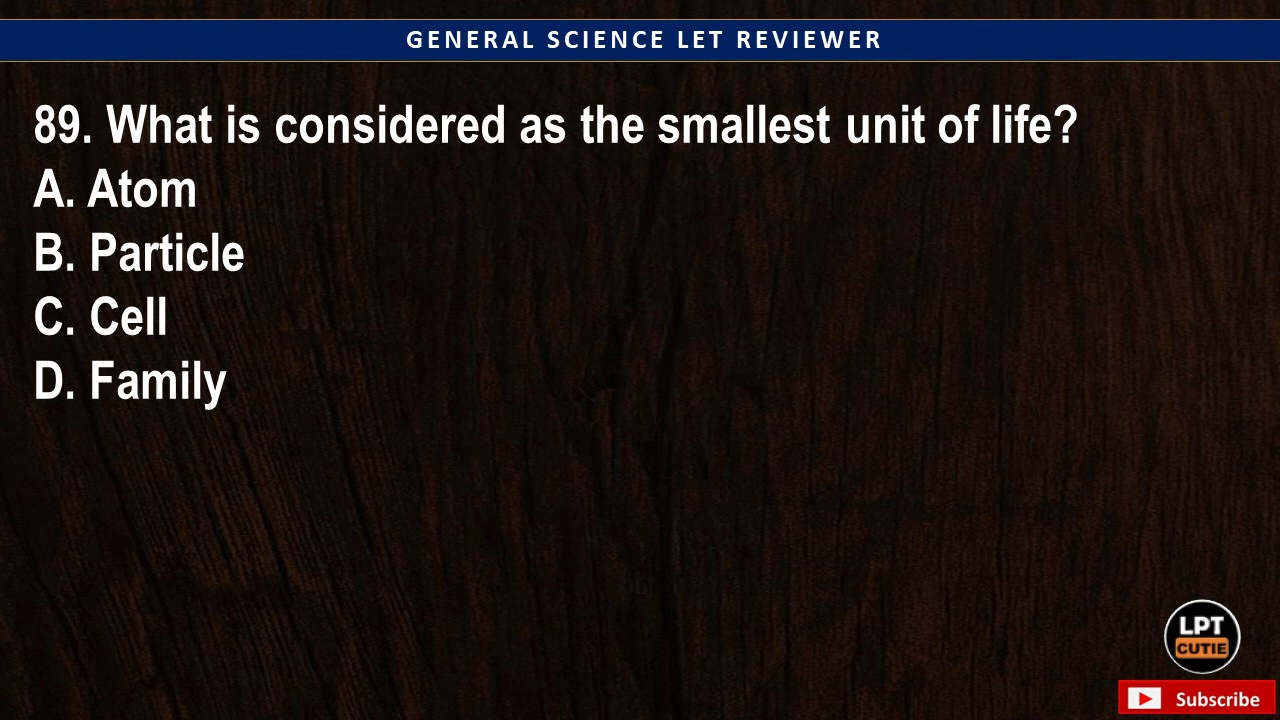 GENERAL SCIENCE LET REVIEWER
89. What is considered as the smallest unit of life?
A. Atom
B. Particle
C. Cell
D. Family
LPT
CUTIE
Subscribe